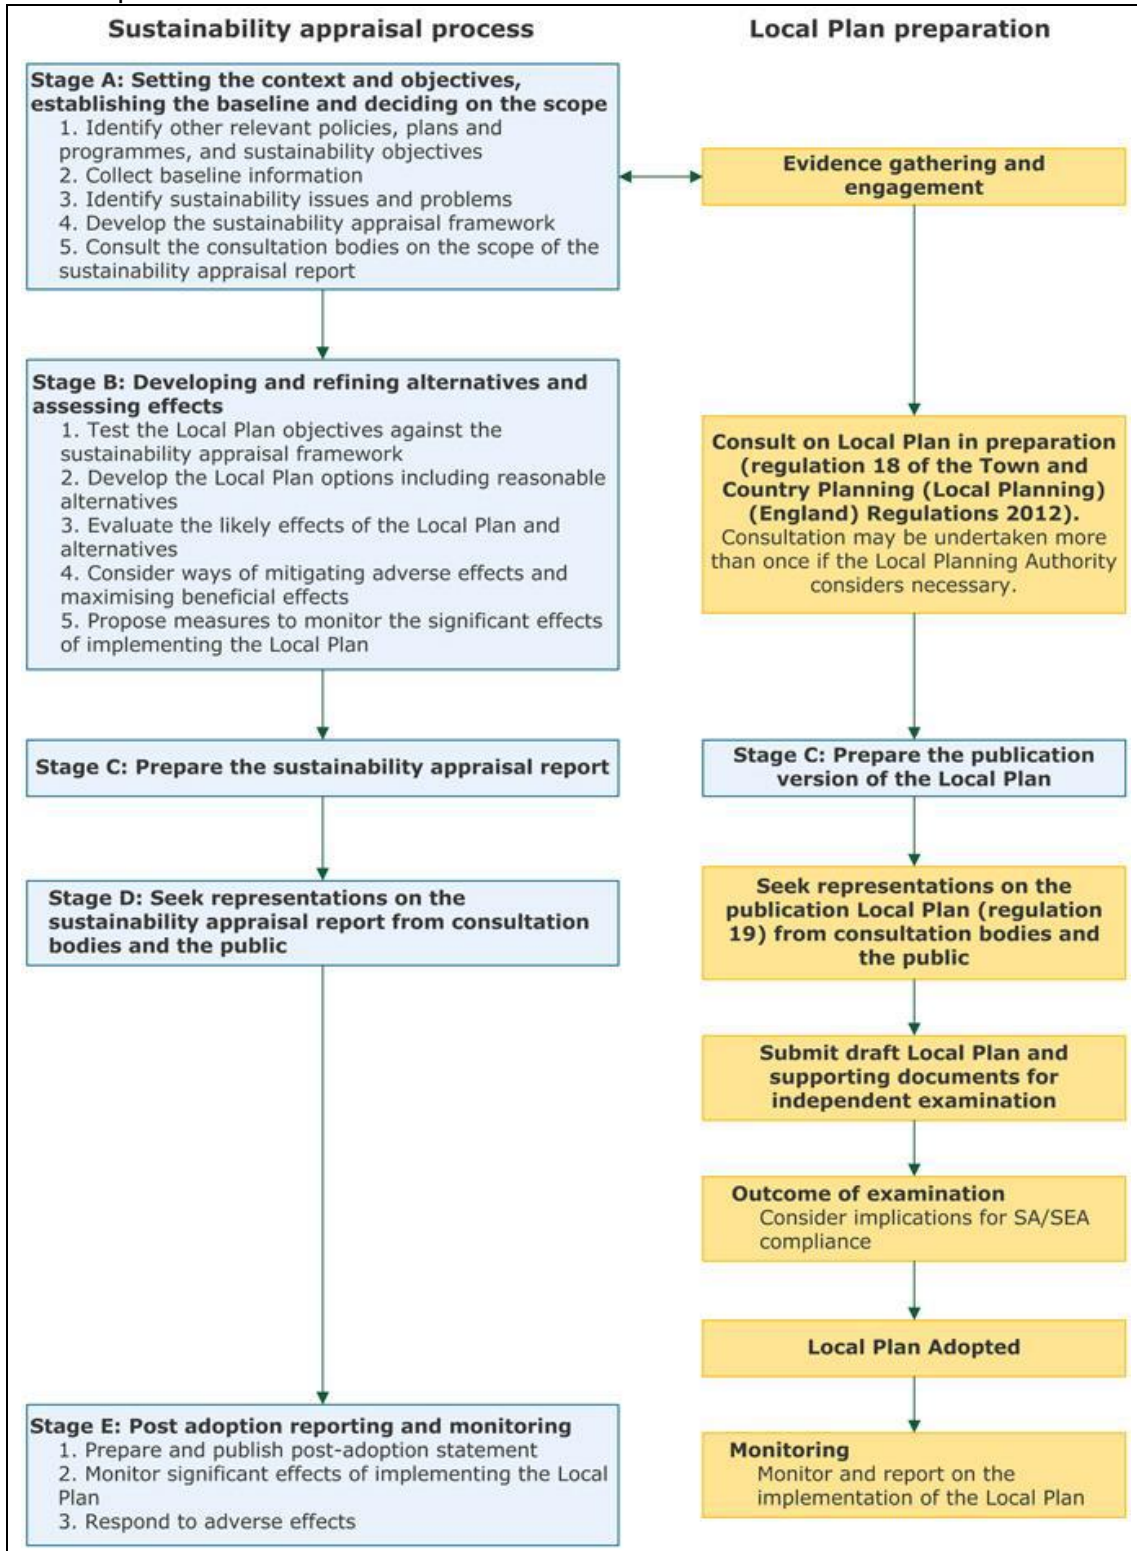 Sustainability appraisal process
Local Plan preparation
Stage A: Setting the context and objectives,
establishing the baseline and deciding on the scope
1. Identify other relevant policies, plans and
programmes, and sustainability objectives
2. Collect baseline information
3. Identify sustainability issues and problems
4. Develop the sustainability appraisal framework
5. Consult the consultation bodies on the scope of the
sustainability appraisal report
Evidence gathering and
engagement
Stage B: Developing and refining alternatives and
assessing effects
1. Test the Local Plan objectives against the
sustainability appraisal framework
2. Develop the Local Plan options including reasonable
alternatives
3. Evaluate the likely effects of the Local Plan and
alternatives
4. Consider ways of mitigating adverse effects and
maximising beneficial effects
5. Propose measures to monitor the significant effects
of implementing the Local Plan
Consult on Local Plan in preparation
(regulation 18 of the Town and
Country Planning (Local Planning)
(England) Regulations 2012).
Consultation may be undertaken more
than once if the Local Planning Authority
considers necessary.
Stage C: Prepare the sustainability appraisal report
Stage C: Prepare the publication
version of the Local Plan
Stage D: Seek representations on the
sustainability appraisal report from consultation
bodies and the public
Seek representations on the
publication Local Plan (regulation
19) from consultation bodies and
the public
Submit draft Local Plan and
supporting documents for
independent examination
Outcome of examination
Consider implications for SA/SEA
compliance
Local Plan Adopted
Stage E: Post adoption reporting and monitoring
1. Prepare and publish post-adoption statement
2. Monitor significant effects of implementing the Local
Plan
3. Respond to adverse effects
Monitoring
Monitor and report on the
implementation of the Local Plan